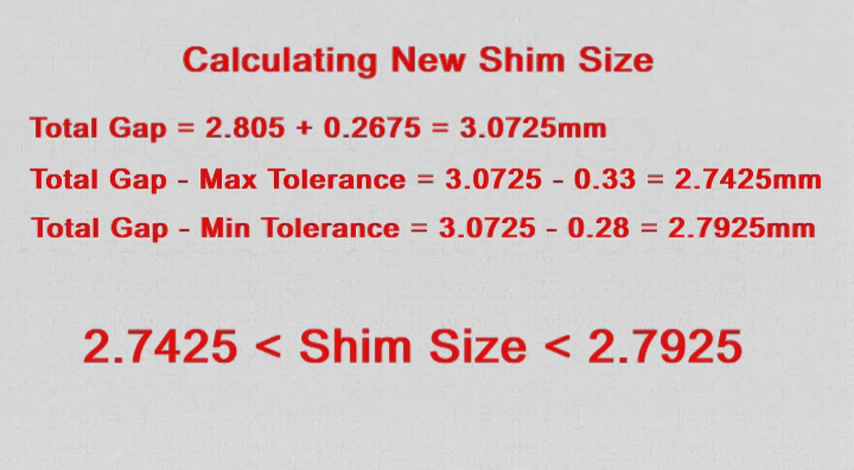 Calculating New Shim Size
Total Gap = 2.805 + 0.2675 = 3.0725mm
Total Gap - Max Tolerance = 3.0725 - 0.33 = 2.7425mm
Total Gap - Min Tolerance = 3.0725 - 0.28 = 2.7925mm
2.7425 < Shim Size < 2.7925